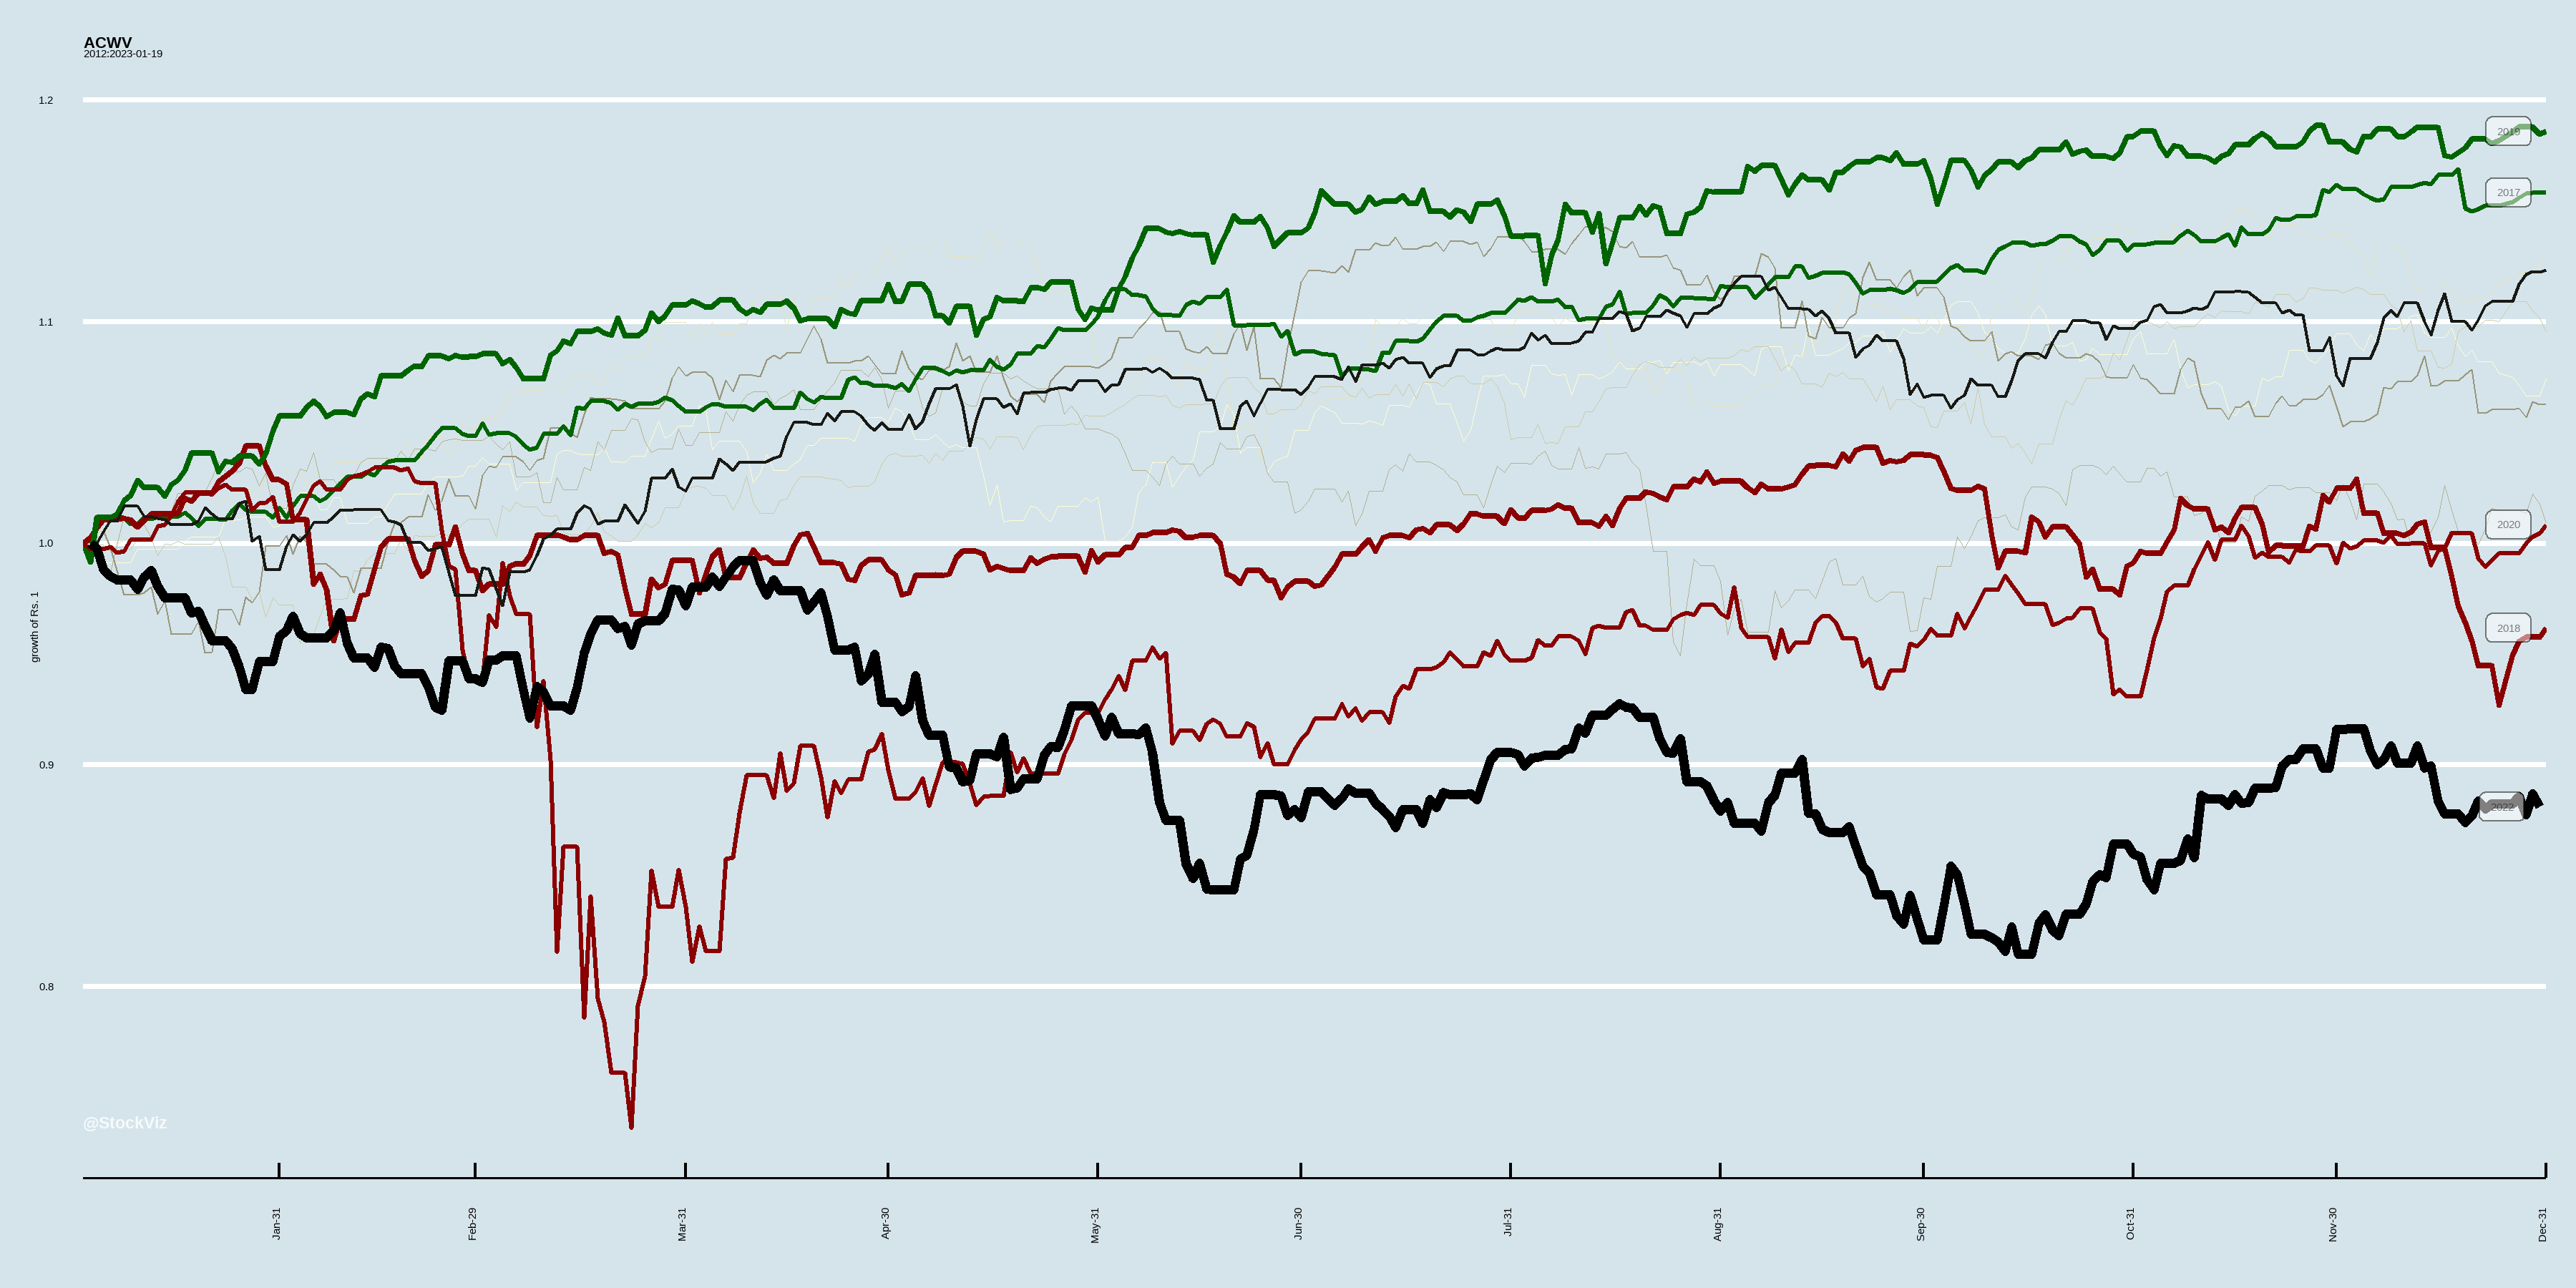 ACWV
2012:2023-01-19
1.2
1.1
1.0
0.9
0.8
growth of Rs. 1
2019
2017
2020
2018
2022
@StockViz
Jan-31
Feb-29
Mar-31
Apr-30
May-31
Jun-30
Jul-31
Aug-31
Sep-30
Oct-31
Nov-30
Dec-31